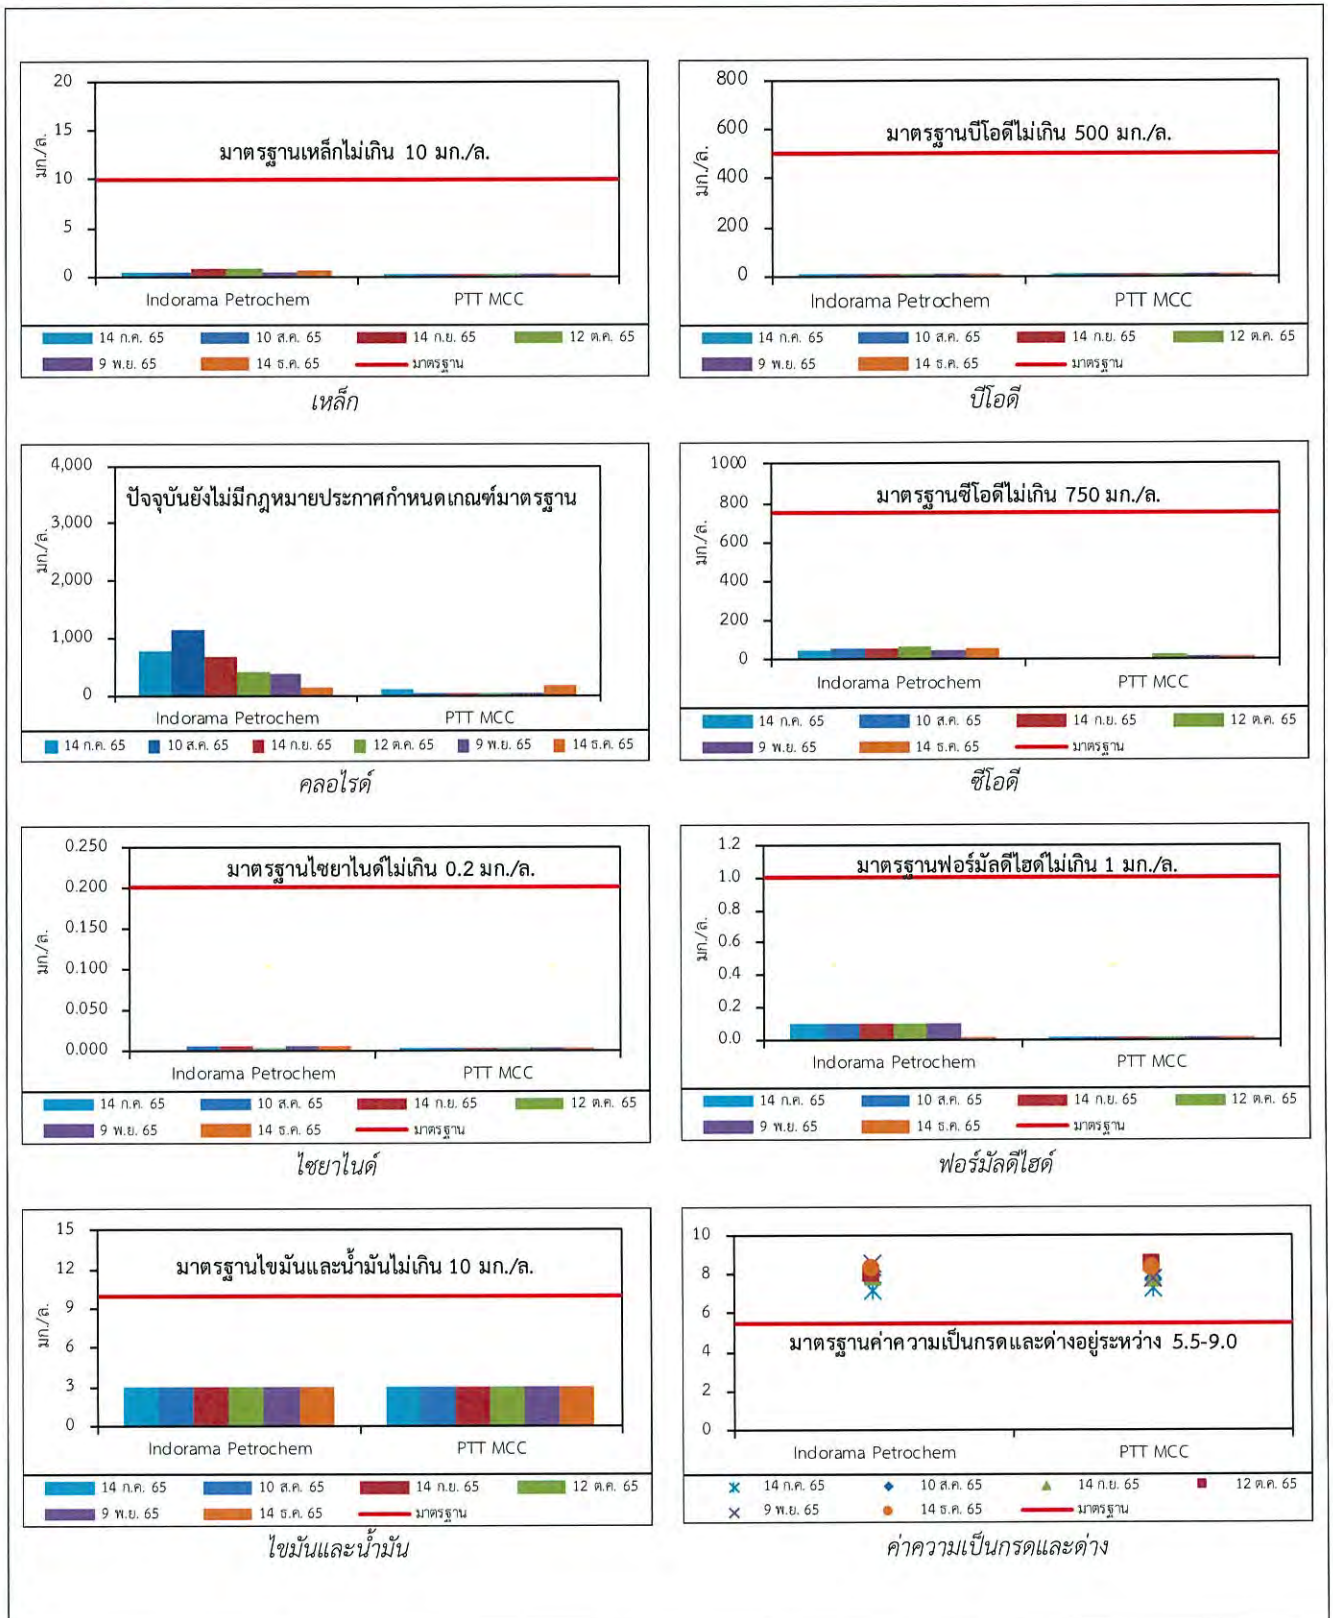 20
15
10
5
0
มก./ล.
มาตรฐานเหล็กไม่เกิน 10 มก./ล.
Indorama Petrochem PTT MCC
14 ก.ค. 65 10 ส.ค. 65 14 ก.ย. 65 12 ต.ค. 65
9 พ.ย. 65 14 ธ.ค. 65 มาตรฐาน
เหล็ก
800
600
400
200
0
มก./ล.
มาตรฐานบีโอดีไม่เกิน 500 มก./ล.
Indorama Petrochem PTT MCC
14 ก.ค. 65 10 ส.ค. 65 14 ก.ย. 65 12 ต.ค. 65
9 พ.ย. 65 14 ธ.ค. 65 มาตรฐาน
บีโอดี
4,000
3,000
2,000
1,000
0
มก./ล.
ปัจจุบันยังไม่มีกฎหมายประกาศกำหนดเกณฑ์มาตรฐาน
Indorama Petrochem PTT MCC
14 ก.ค. 65 10 ส.ค. 65 14 ก.ย. 65 12 ต.ค. 65 9 พ.ย. 65 14 ธ.ค. 65
คลอไรด์
1000
800
600
400
200
0
มก./ล.
มาตรฐานซีโอดีไม่เกิน 750 มก./ล.
Indorama Petrochem PTT MCC
14 ก.ค. 65 10 ส.ค. 65 14 ก.ย. 65 12 ต.ค. 65
9 พ.ย. 65 14 ธ.ค. 65 มาตรฐาน
ซีโอดี
0.250
0.200
0.150
0.100
0.050
0.000
มก./ล.
มาตรฐานไซยาไนด์ไม่เกิน 0.2 มก./ล.
Indorama Petrochem PTT MCC
14 ก.ค. 65 10 ส.ค. 65 14 ก.ย. 65 12 ต.ค. 65
9 พ.ย. 65 14 ธ.ค. 65 มาตรฐาน
ไซยาไนด์
1.2
1.0
0.8
0.6
0.4
0.2
0.0
มก./ล.
มาตรฐานฟอร์มัลดีไฮด์ไม่เกิน 1 มก./ล.
Indorama Petrochem PTT MCC
14 ก.ค. 65 10 ส.ค. 65 14 ก.ย. 65 12 ต.ค. 65
9 พ.ย. 65 14 ธ.ค. 65 มาตรฐาน
ฟอร์มัลดีไฮด์
15
12
9
6
3
0
มก./ล.
มาตรฐานไขมันและน้ำมันไม่เกิน 10 มก./ล.
Indorama Petrochem PTT MCC
14 ก.ค. 65 10 ส.ค. 65 14 ก.ย. 65 12 ต.ค. 65
9 พ.ย. 65 14 ธ.ค. 65 มาตรฐาน
ไขมันและน้ำมัน
10
8
6
4
2
0
มาตรฐานค่าความเป็นกรดและด่างอยู่ระหว่าง 5.5-9.0
Indorama Petrochem PTT MCC
14 ก.ค. 65 10 ส.ค. 65 14 ก.ย. 65 12 ต.ค. 65
9 พ.ย. 65 14 ธ.ค. 65 มาตรฐาน
ค่าความเป็นกรดและด่าง